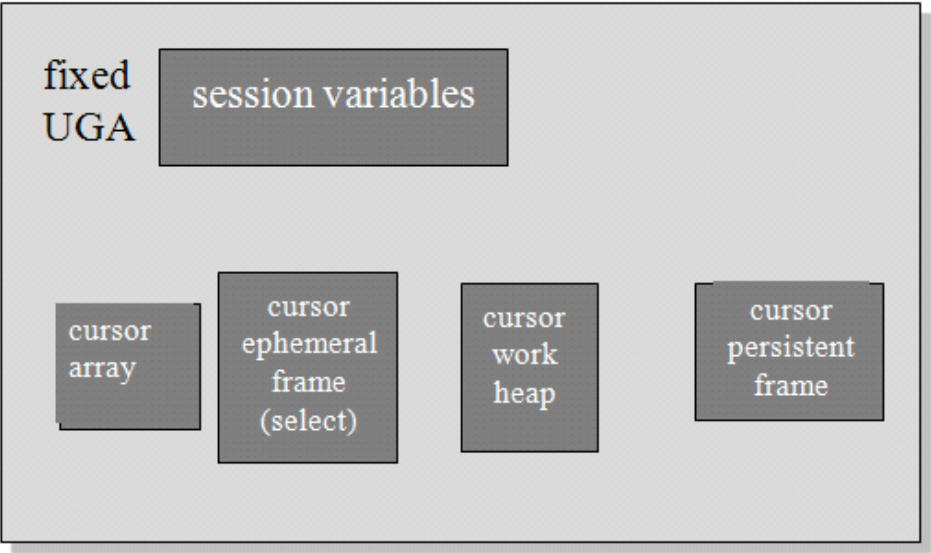 fixed
UGA
session variables
cursor
array
cursor
ephemeral
frame
(select)
cursor
work
heap
cursor
persistent
frame